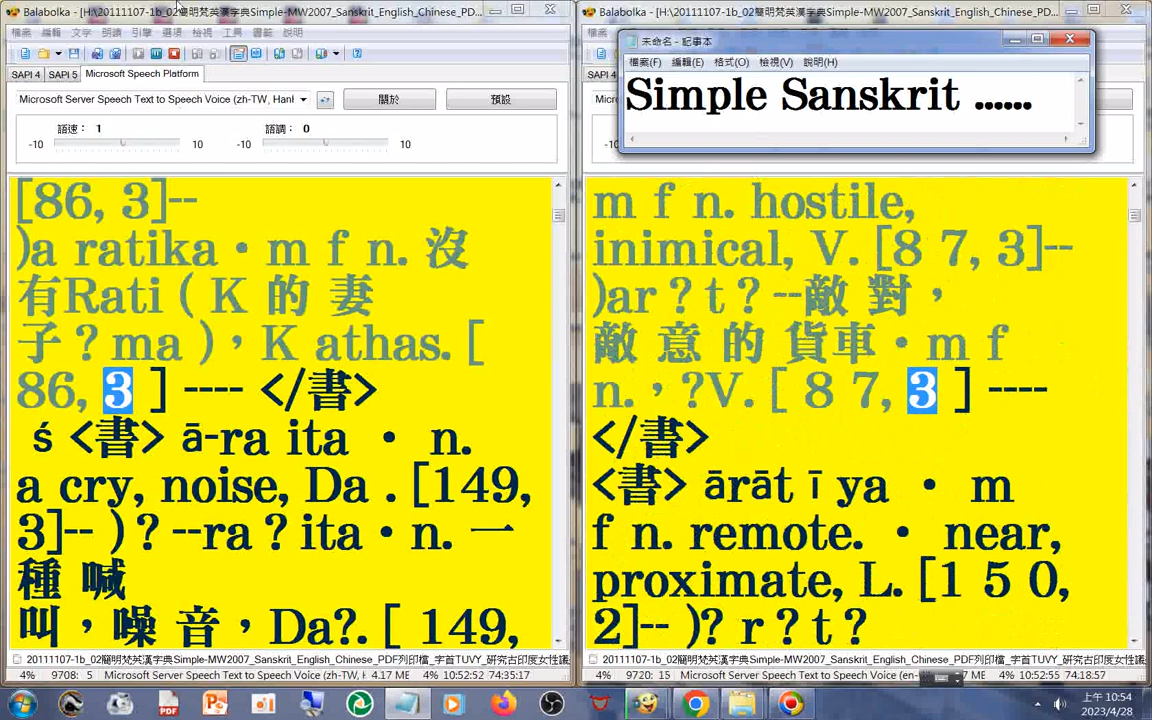 Balabolka - [H:\20111107-1b_02簡明梵英漢字典Simple-MW2007_Sanskrit_English_Chinese_PD...
檔案 編輯 文字 朗讀 引擎 選項 檢視 工具 書籤 說明
SAPI 4 SAPI 5 Microsoft Speech Platform
Microsoft Server Speech Text to Speech Voice (zh-TW, Hanl
關於
預設
語速： 1
語調： 0
-10 10 -10 10
[86, 3]--
)a ratika‧m f n. 沒
有Rati ( K 的 妻
子？ma )，K athas. [
86, 3 ] ---- </書>
ś <書> ā-ra ita ‧ n.
a cry, noise, Da . [149,
3]-- )？--ra？ita‧n. 一
種 喊
叫，噪 音，Da?. [ 149,
20111107-1b_02簡明梵英漢字典Simple-MW2007_Sanskrit_English_Chinese_PDF列印檔_字首TUVY_研究古印度女性議
4% 9708: 5 Microsoft Server Speech Text to Speech Voice (zh-TW, H 4.17 ME 4% 10:52:52 74:35:17
Balabolka - [H:\20111107-1b_02簡明梵英漢字典Simple-MW2007_Sanskrit_English_Chinese_PD...
檔案
SAPI 4
未命名 - 記事本
檔案(F) 編輯(E) 格式(O) 檢視(V) 說明(H)
Simple Sanskrit ......
-10
m f n. hostile,
inimical, V. [8 7, 3]--
)ar？t？--敵 對，
敵 意 的 貨車‧m f
n.，?V. [ 8 7, 3 ] ----
</書>
<書> ārāt ī ya ‧ m
f n. remote. ‧ near,
proximate, L. [1 5 0,
2]-- )? r？t？
20111107-1b_02簡明梵英漢字典Simple-MW2007_Sanskrit_English_Chinese_PDF列印檔_字首TUVY_研究古印度女性議
4% 9720: 15 Microsoft Server Speech Text to Speech Voice (en- 4% 10:52:55 74:18:57
上午 10:54
2023/4/28